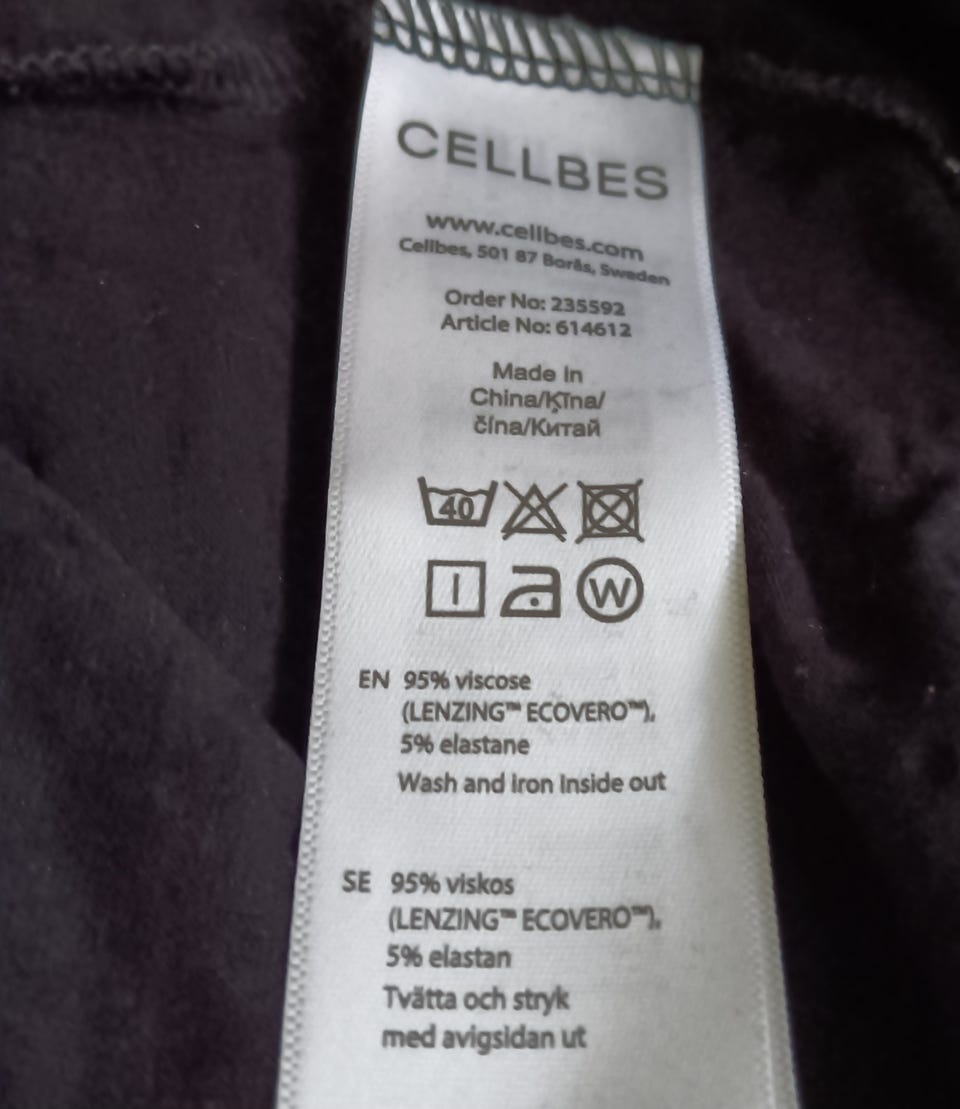 CELLBES
www.cellbes.com
Cellbes, 501 87 Borås, Sweden
Order No: 235592
Article No: 614612
Made in
China/Ķīna/
čína/Китай
40
W
EN 95% viscose
(LENZING™ ECOVERO™),
5% elastane
Wash and iron inside out
SE 95% viskos
(LENZING™ ECOVERO™),
5% elastan
Tvätta och stryk
med avigsidan ut